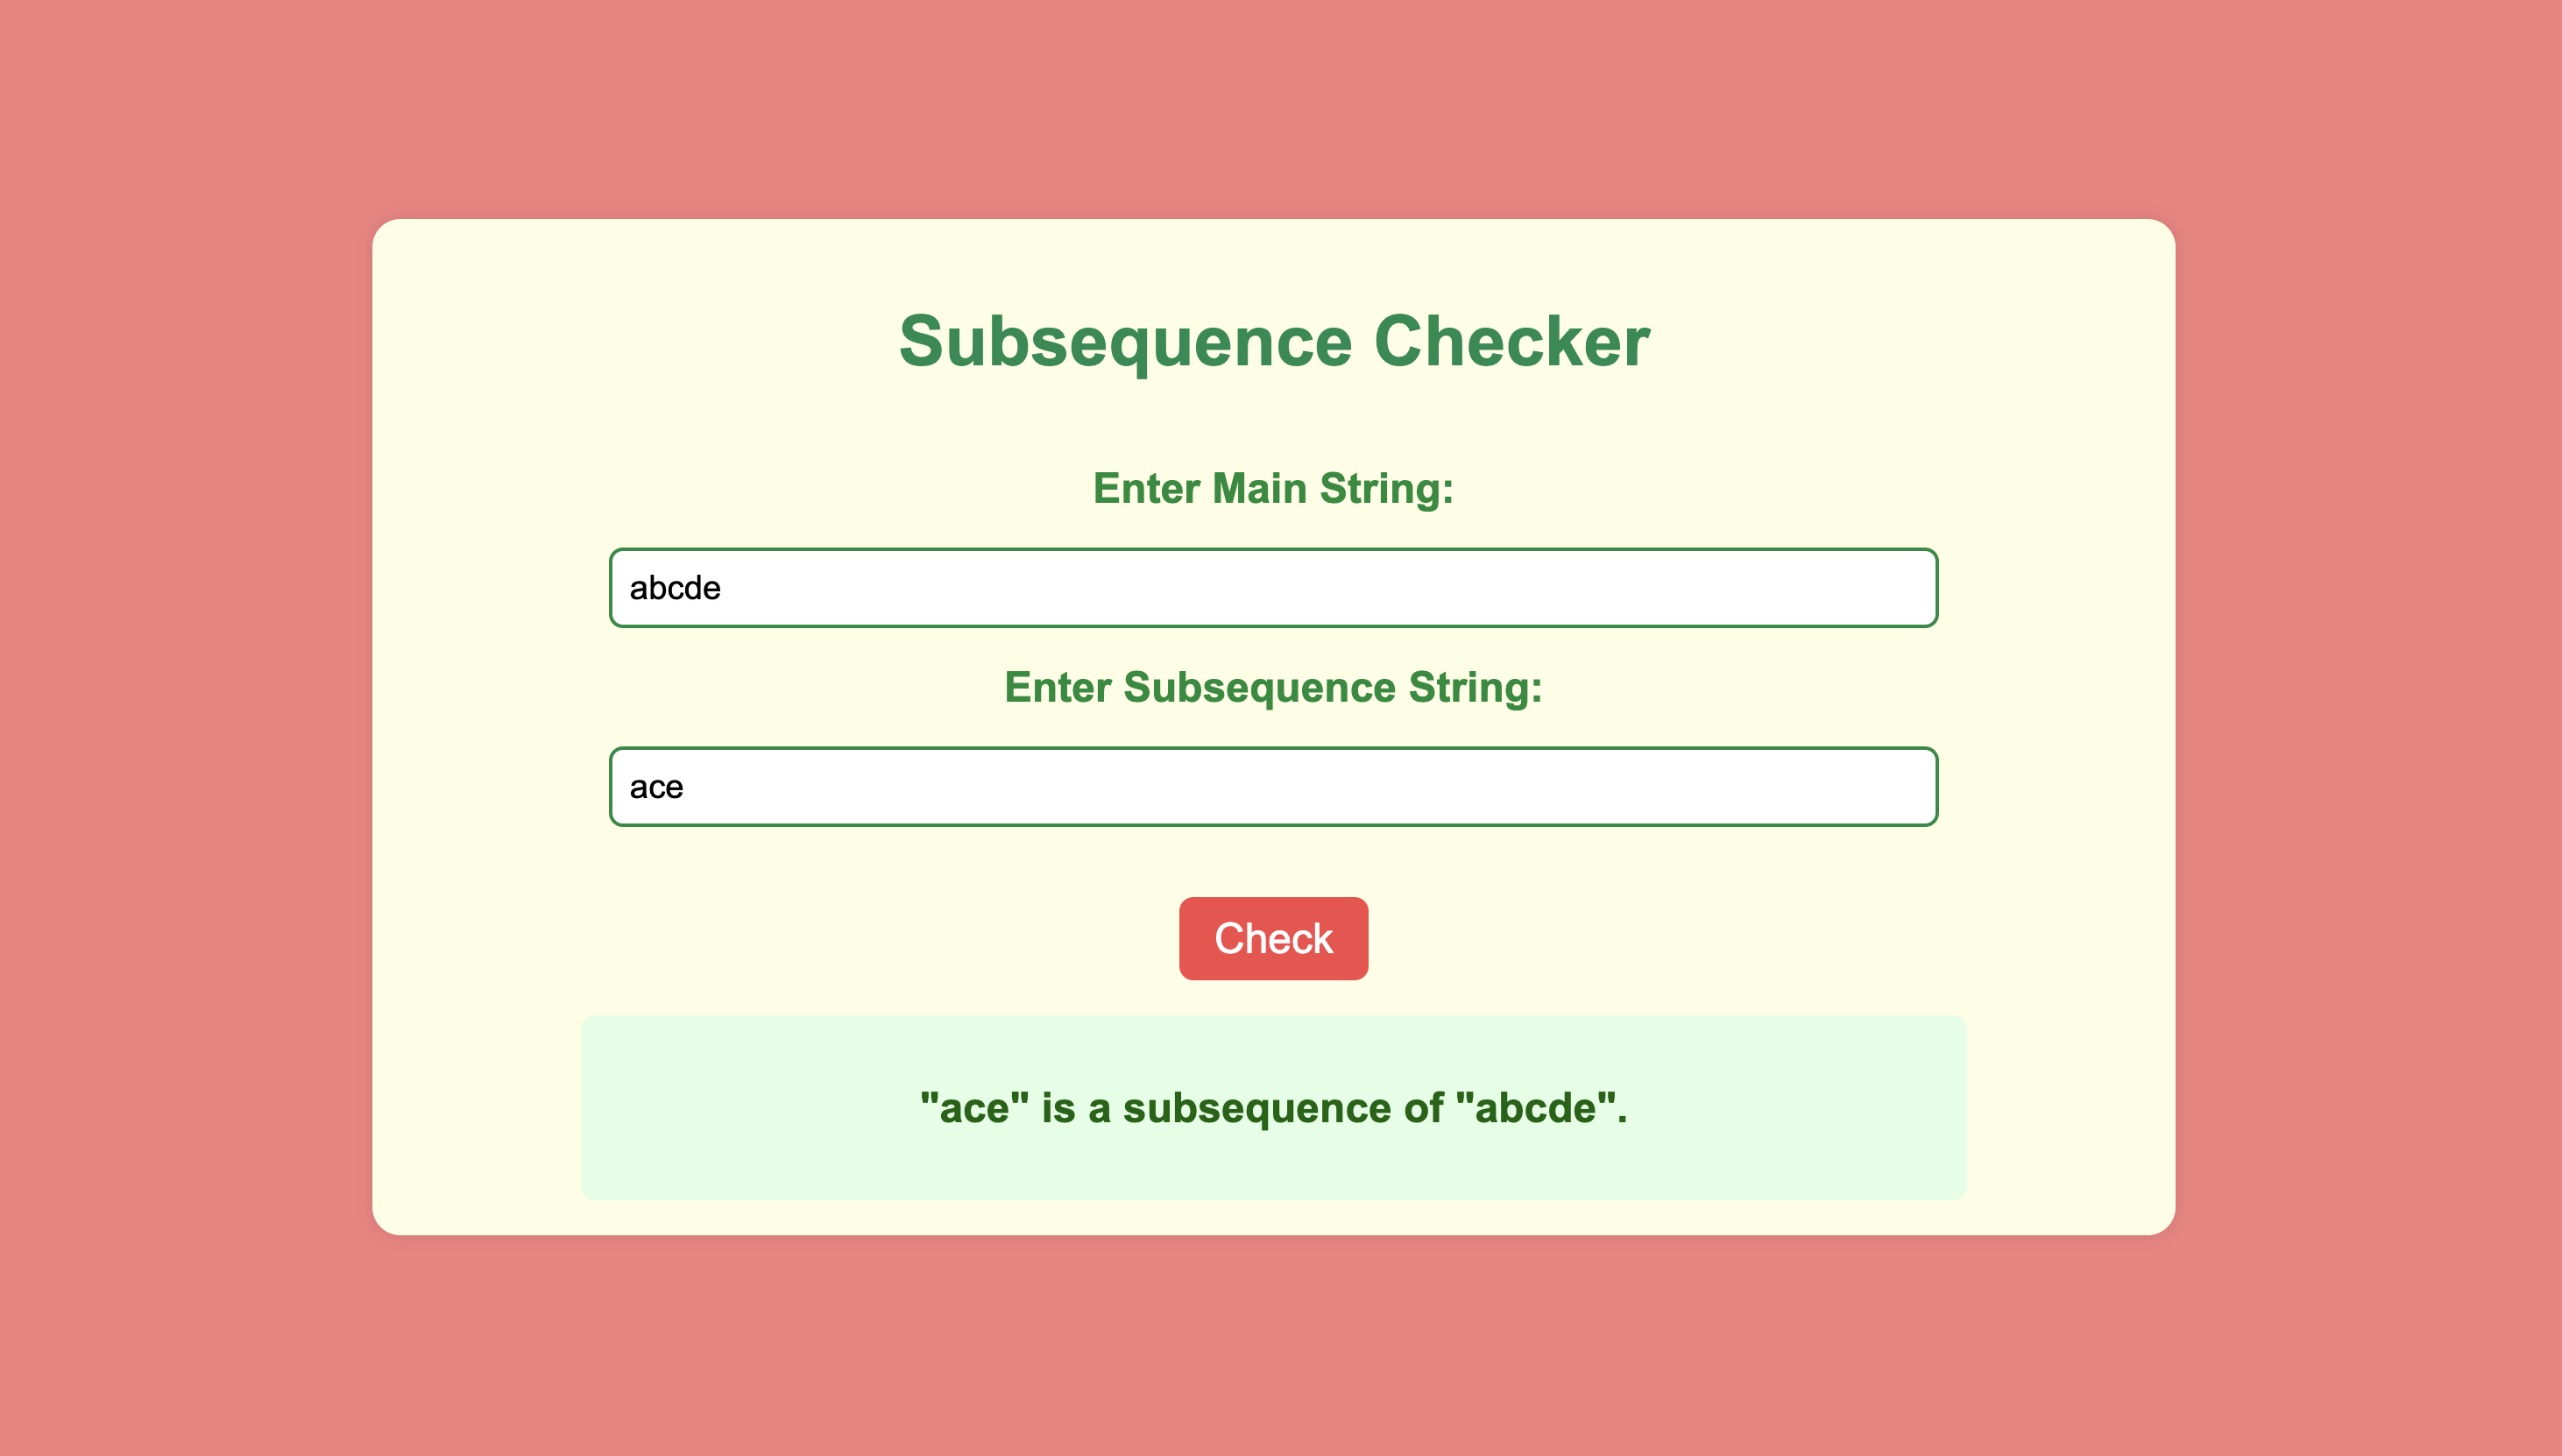 Subsequence Checker
Enter Main String:
abcde
Enter Subsequence String:
ace
Check
"ace" is a subsequence of "abcde".